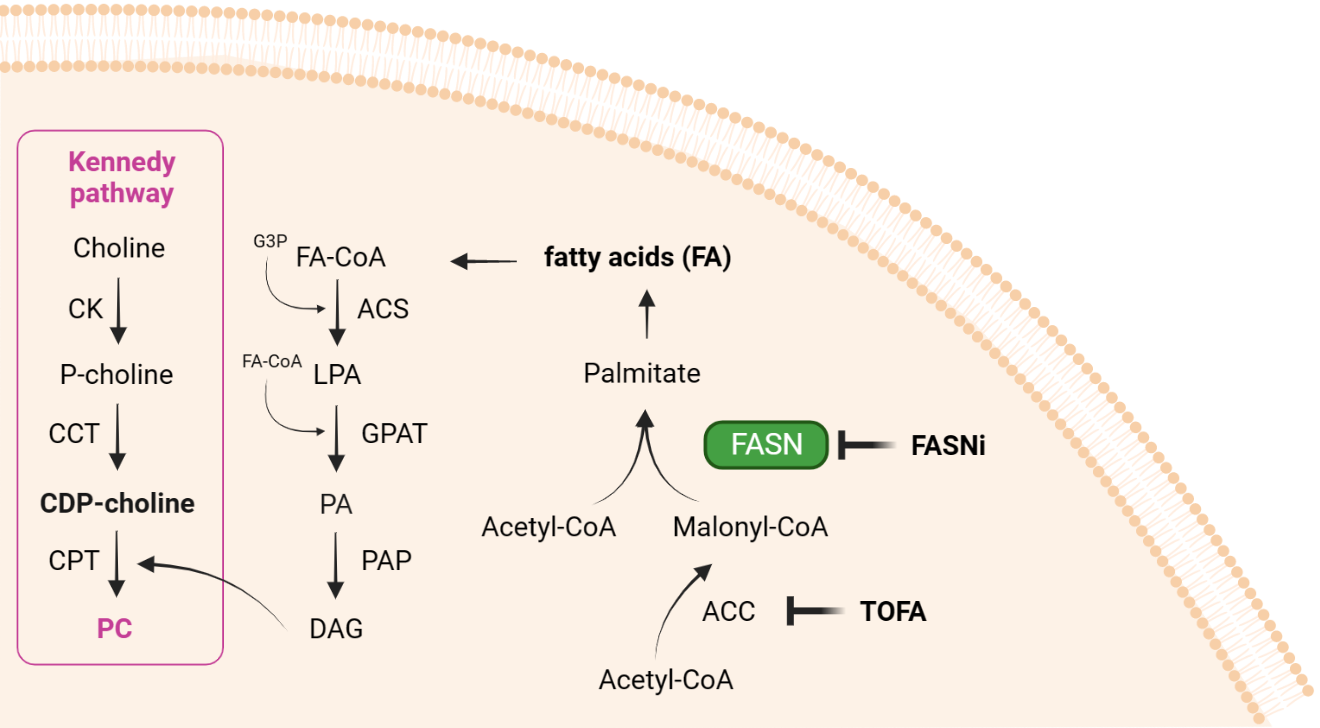 Kennedy
pathway
Choline
CK
P-choline
CCT
CDP-choline
CPT
PC
G3P
FA-CoA
ACS
FA-CoA
LPA
GPAT
PA
PAP
DAG
fatty acids (FA)
Palmitate
FASN
FASNi
Acetyl-CoA
Malonyl-CoA
ACC
TOFA
Acetyl-CoA